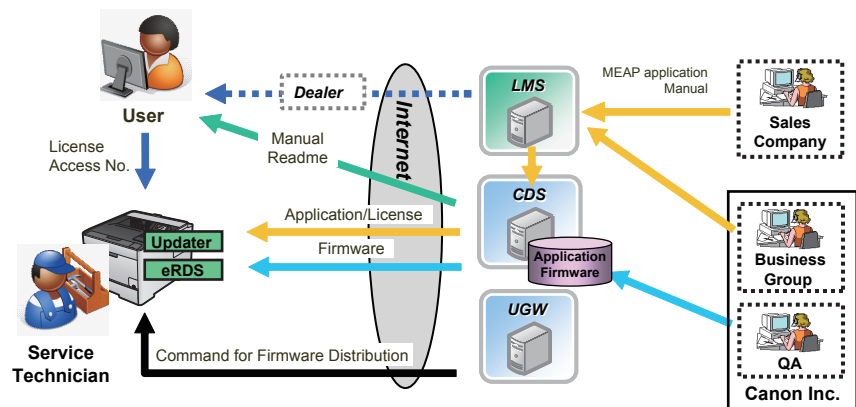 User
License
Access No.
Dealer
Manual
Readme
Internet
LMS
MEAP application
Manual
Sales
Company
CDS
Application/License
Firmware
Updater
eRDS
Application
Firmware
Business
Group
UGW
Service
Technician
Command for Firmware Distribution
QA
Canon Inc.